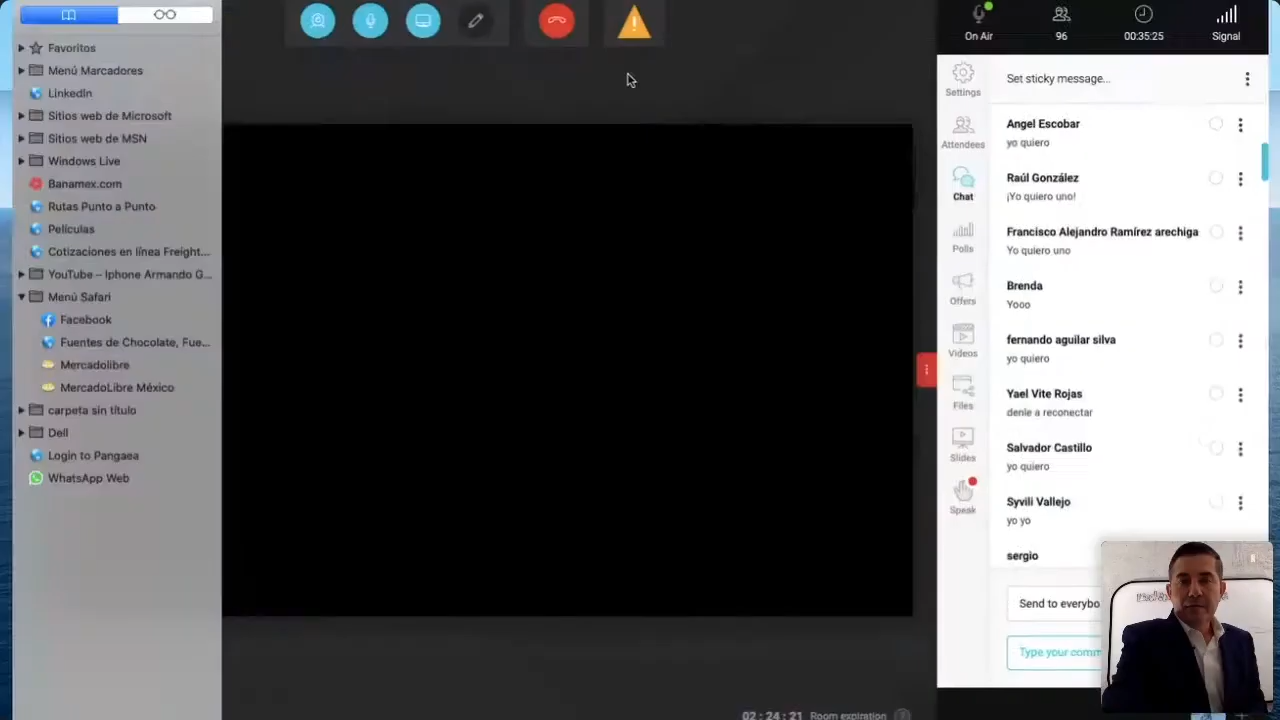 Favoritos
Menú Marcadores
LinkedIn
Sitios web de Microsoft
Sitios web de MSN
Windows Live
Banamex.com
Rutas Punto a Punto
Películas
Cotizaciones en línea Freight...
YouTube – Iphone Armando G...
Menú Safari
Facebook
Fuentes de Chocolate, Fue...
Mercadolibre
MercadoLibre México
carpeta sin título
Dell
Login to Pangaea
WhatsApp Web
02 : 24 : 21 Room expiration
On Air
96
00:35:25
Signal
Settings
Attendees
Chat
Polls
Offers
Videos
Files
Slides
Speak
Set sticky message...
Angel Escobar
yo quiero
Raúl González
¡Yo quiero uno!
Francisco Alejandro Ramírez arechiga
Yo quiero uno
Brenda
Yooo
fernando aguilar silva
yo quiero
Yael Vite Rojas
denle a reconectar
Salvador Castillo
yo quiero
Syvili Vallejo
yo yo
sergio
Send to everybo
Type your comm